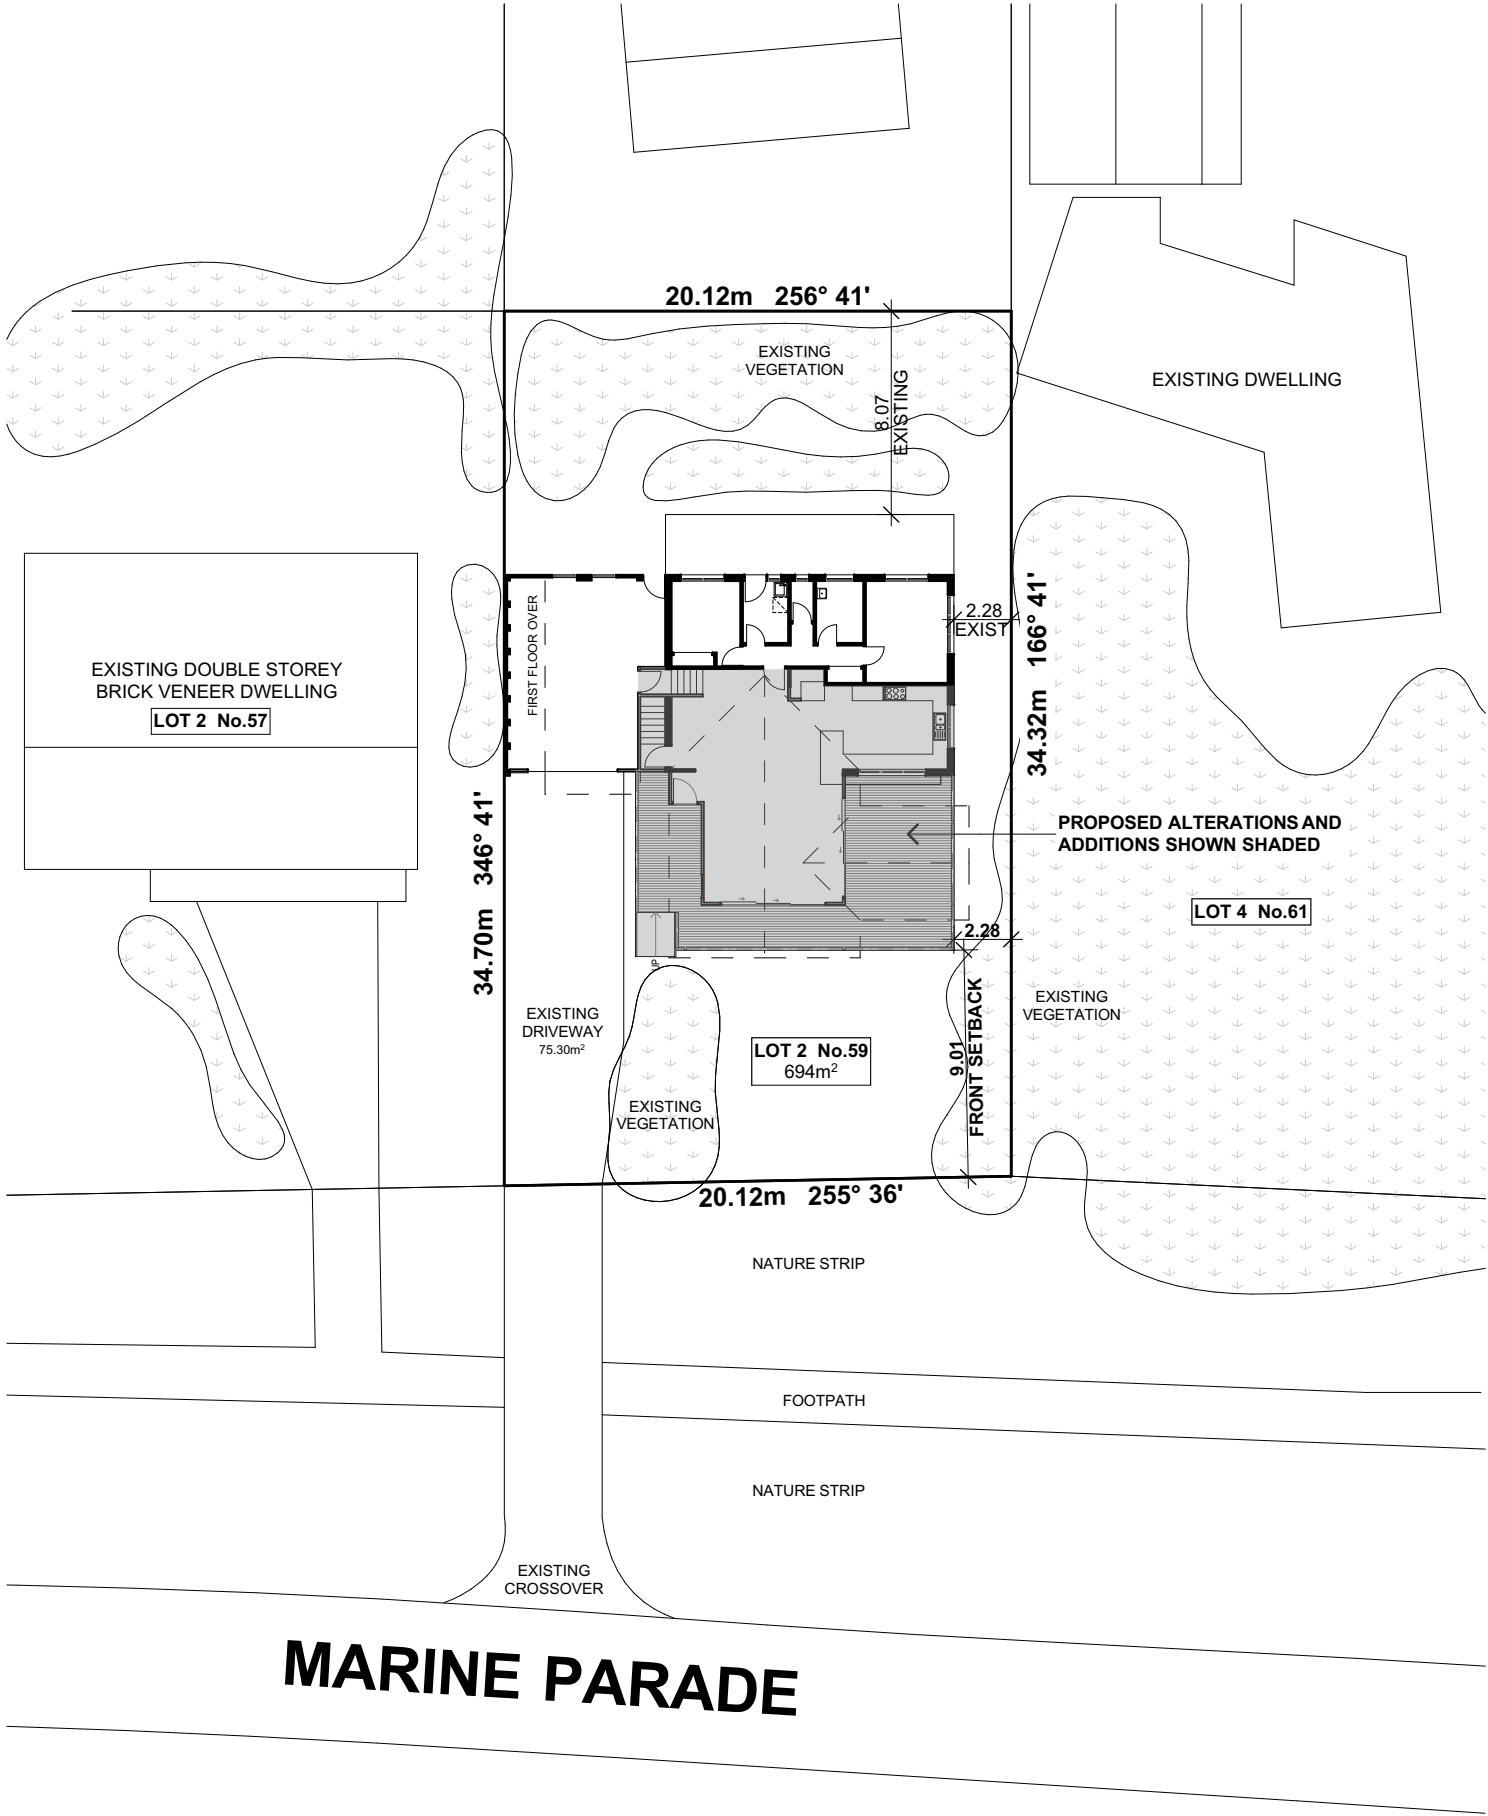 20.12m 256° 41'
EXISTING
VEGETATION
8.07
EXISTING
EXISTING DWELLING
2.28
EXIST
34.32m 166° 41'
FIRST FLOOR OVER
EXISTING DOUBLE STOREY
BRICK VENEER DWELLING
LOT 2 No.57
34.70m 346° 41'
PROPOSED ALTERATIONS AND
ADDITIONS SHOWN SHADED
LOT 4 No.61
2.28
UP
EXISTING
DRIVEWAY
75.30m²
LOT 2 No.59
694m²
9.01
FRONT SETBACK
EXISTING
VEGETATION
EXISTING
VEGETATION
20.12m 255° 36'
NATURE STRIP
FOOTPATH
NATURE STRIP
EXISTING
CROSSOVER
MARINE PARADE